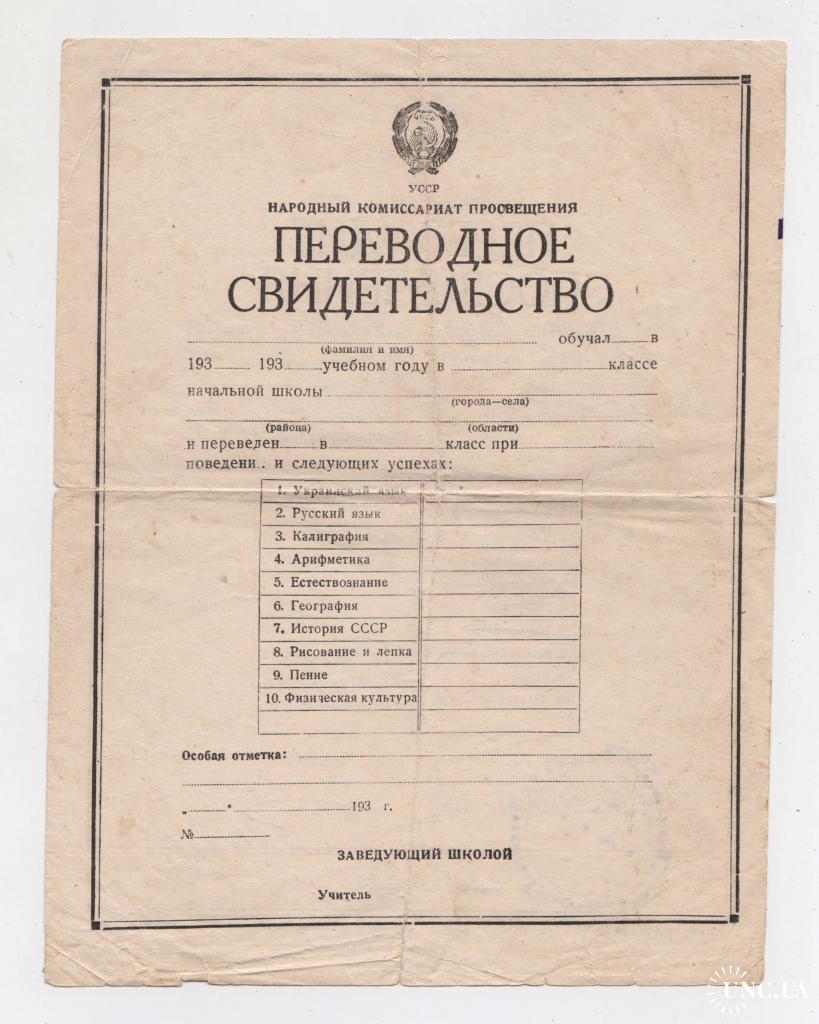 УССР
НАРОДНЫЙ КОМИССАРИАТ ПРОСВЕЩЕНИЯ
ПЕРЕВОДНОЕ
СВИДЕТЕЛЬСТВО
обучал в
(фамилия и имя)
193 193 учебном году в классе
начальной школы
(города—села)
(района) (области)
и переведен в класс при
поведени.. и следующих успехах:
1. Украинский язык
2. Русский язык
3. Калиграфия
4. Арифметика
5. Естествознание
6. География
7. История СССР
8. Рисование и лепка
9. Пение
10. Физическая культура
Особая отметка:
„ “ 193 г.
№
ЗАВЕДУЮЩИЙ ШКОЛОЙ
Учитель
UNC.UA